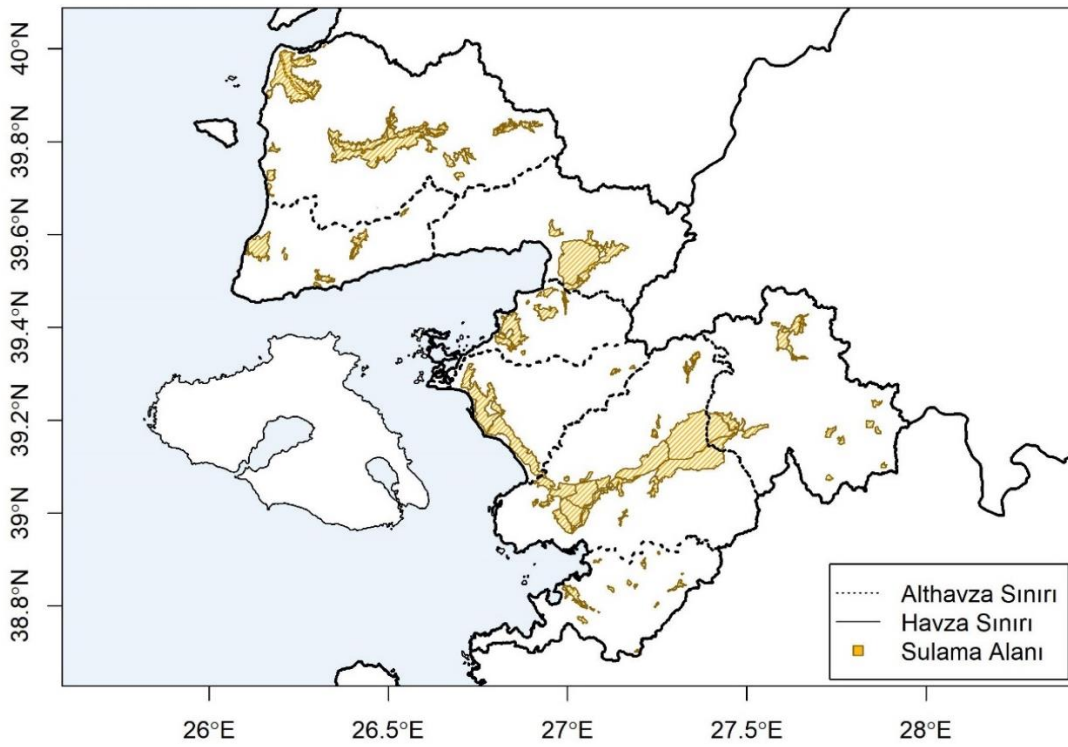 40°N
39.8°N
39.6°N
39.4°N
39.2°N
39°N
38.8°N
Althavza Sınırı
Havza Sınırı
Sulama Alanı
26°E
26.5°E
27°E
27.5°E
28°E